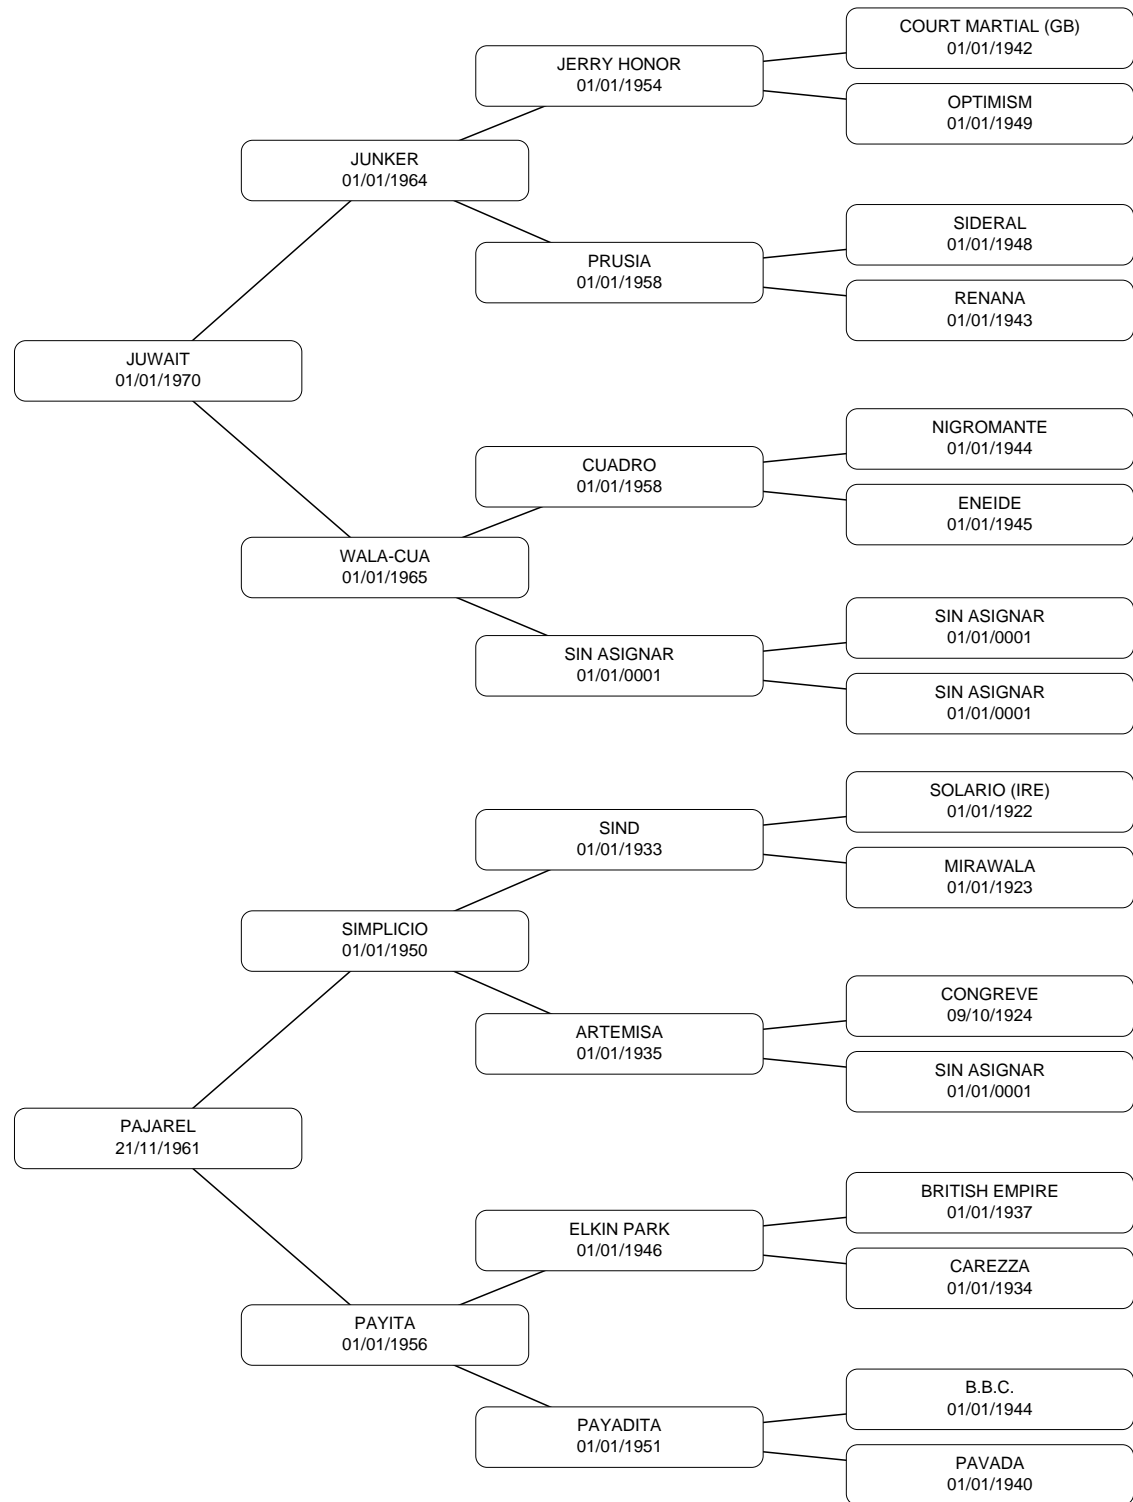 COURT MARTIAL (GB)
01/01/1942
JERRY HONOR
01/01/1954
OPTIMISM
01/01/1949
JUNKER
01/01/1964
SIDERAL
01/01/1948
PRUSIA
01/01/1958
RENANA
01/01/1943
JUWAIT
01/01/1970
NIGROMANTE
01/01/1944
CUADRO
01/01/1958
ENEIDE
01/01/1945
WALA-CUA
01/01/1965
SIN ASIGNAR
01/01/0001
SIN ASIGNAR
01/01/0001
SIN ASIGNAR
01/01/0001
SOLARIO (IRE)
01/01/1922
SIND
01/01/1933
MIRAWALA
01/01/1923
SIMPLICIO
01/01/1950
CONGREVE
09/10/1924
ARTEMISA
01/01/1935
SIN ASIGNAR
01/01/0001
PAJAREL
21/11/1961
BRITISH EMPIRE
01/01/1937
ELKIN PARK
01/01/1946
CAREZZA
01/01/1934
PAYITA
01/01/1956
B.B.C.
01/01/1944
PAYADITA
01/01/1951
PAVADA
01/01/1940